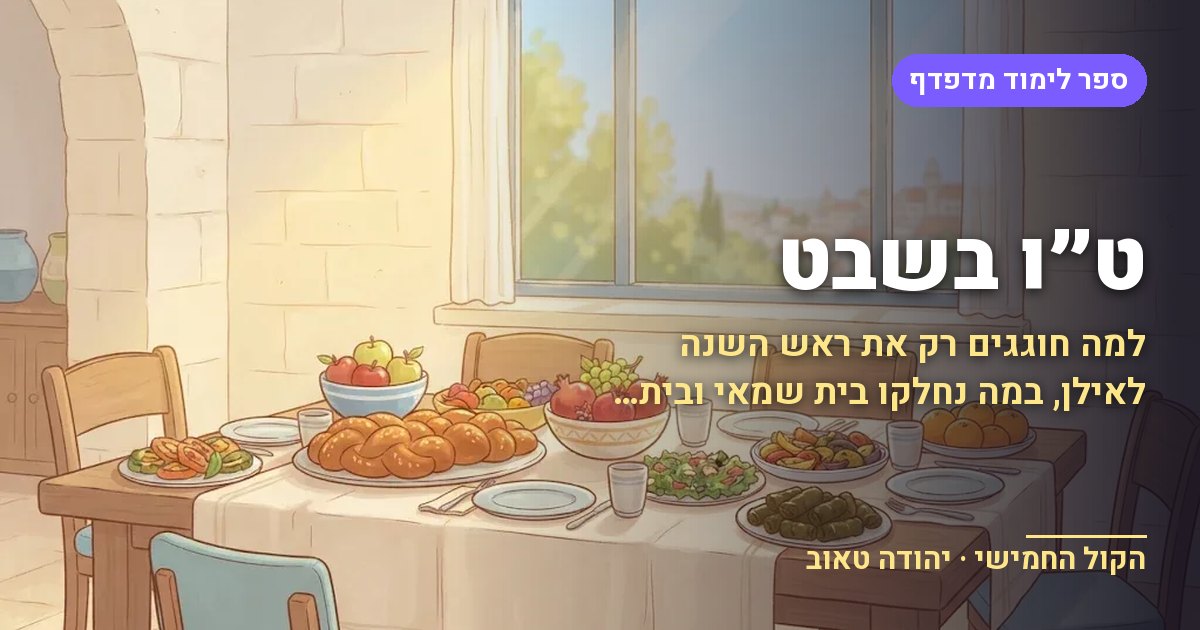 ספר לימוד מדפדף
ט״ו בשבט
למה חוגגים רק את ראש השנה
לאילן, במה נחלקו בית שמאי ובית...
הקול החמישי · יהודה טאוב